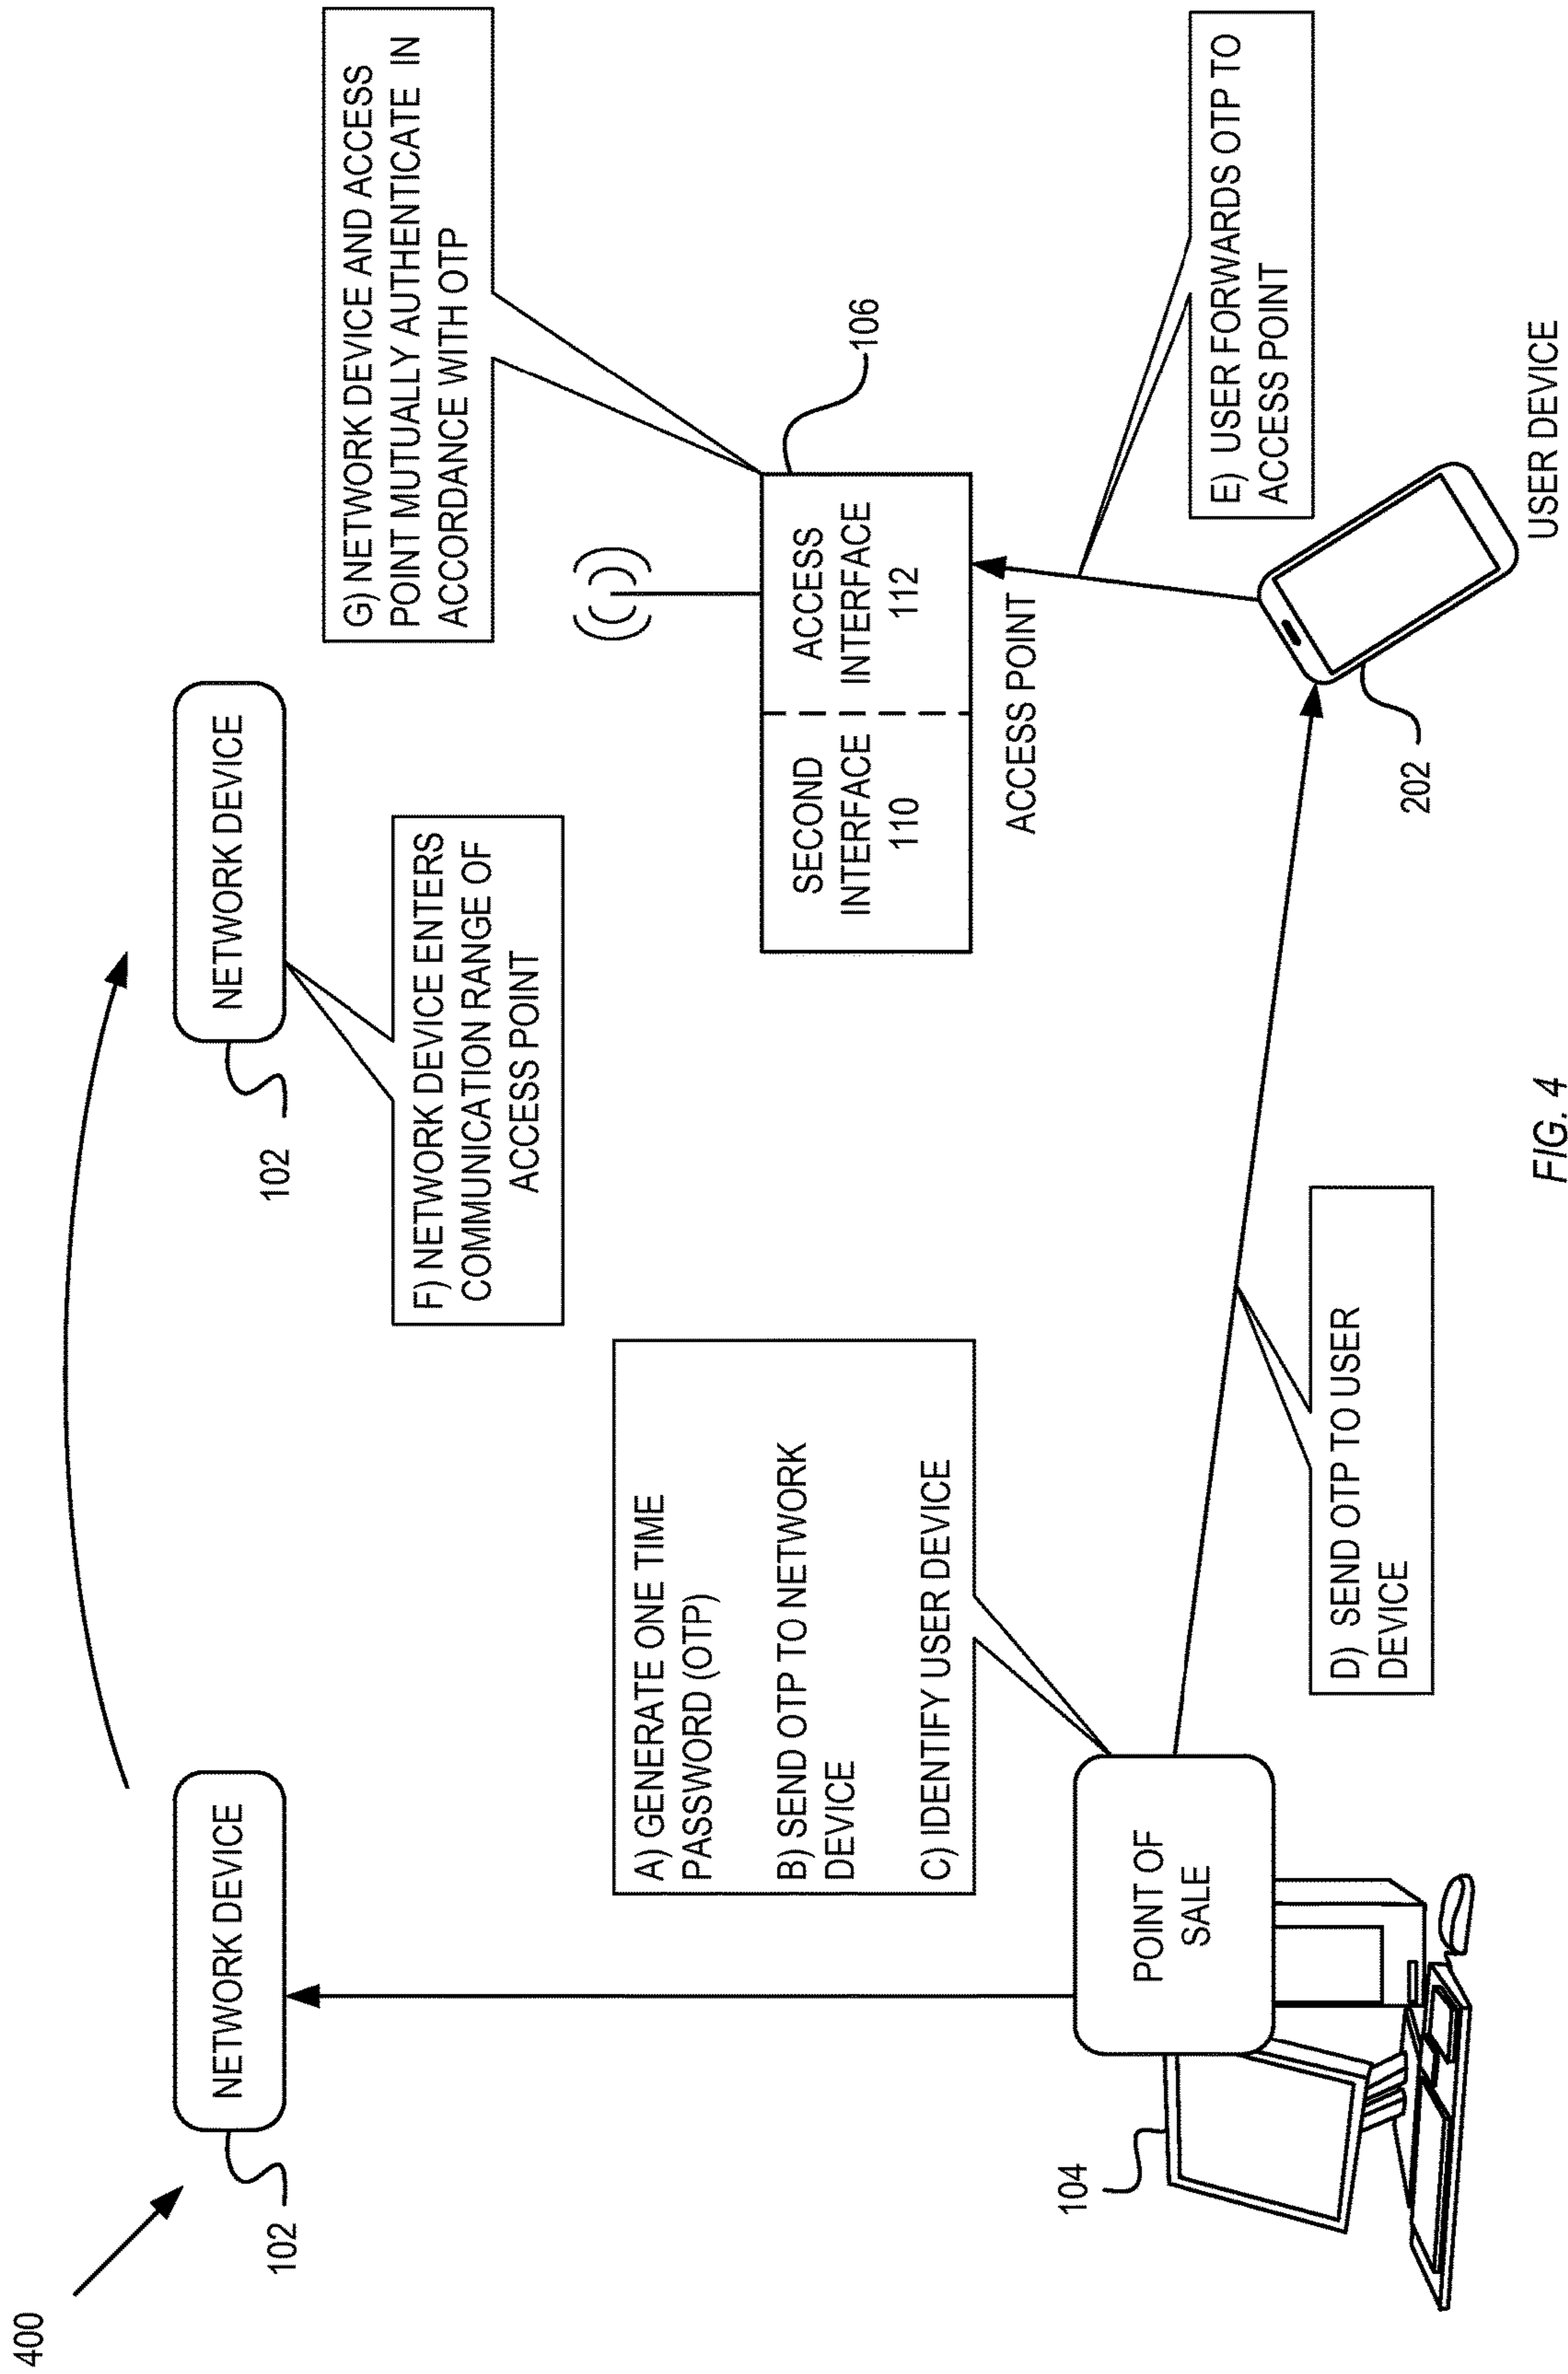 400
102
NETWORK DEVICE
102
NETWORK DEVICE
F) NETWORK DEVICE ENTERS
COMMUNICATION RANGE OF
ACCESS POINT
G) NETWORK DEVICE AND ACCESS
POINT MUTUALLY AUTHENTICATE IN
ACCORDANCE WITH OTP
A) GENERATE ONE TIME
PASSWORD (OTP)
B) SEND OTP TO NETWORK
DEVICE
C) IDENTIFY USER DEVICE
SECOND
INTERFACE
110
ACCESS
INTERFACE
112
106
ACCESS POINT
104
POINT OF
SALE
D) SEND OTP TO USER
DEVICE
E) USER FORWARDS OTP TO
ACCESS POINT
202
USER DEVICE
FIG. 4